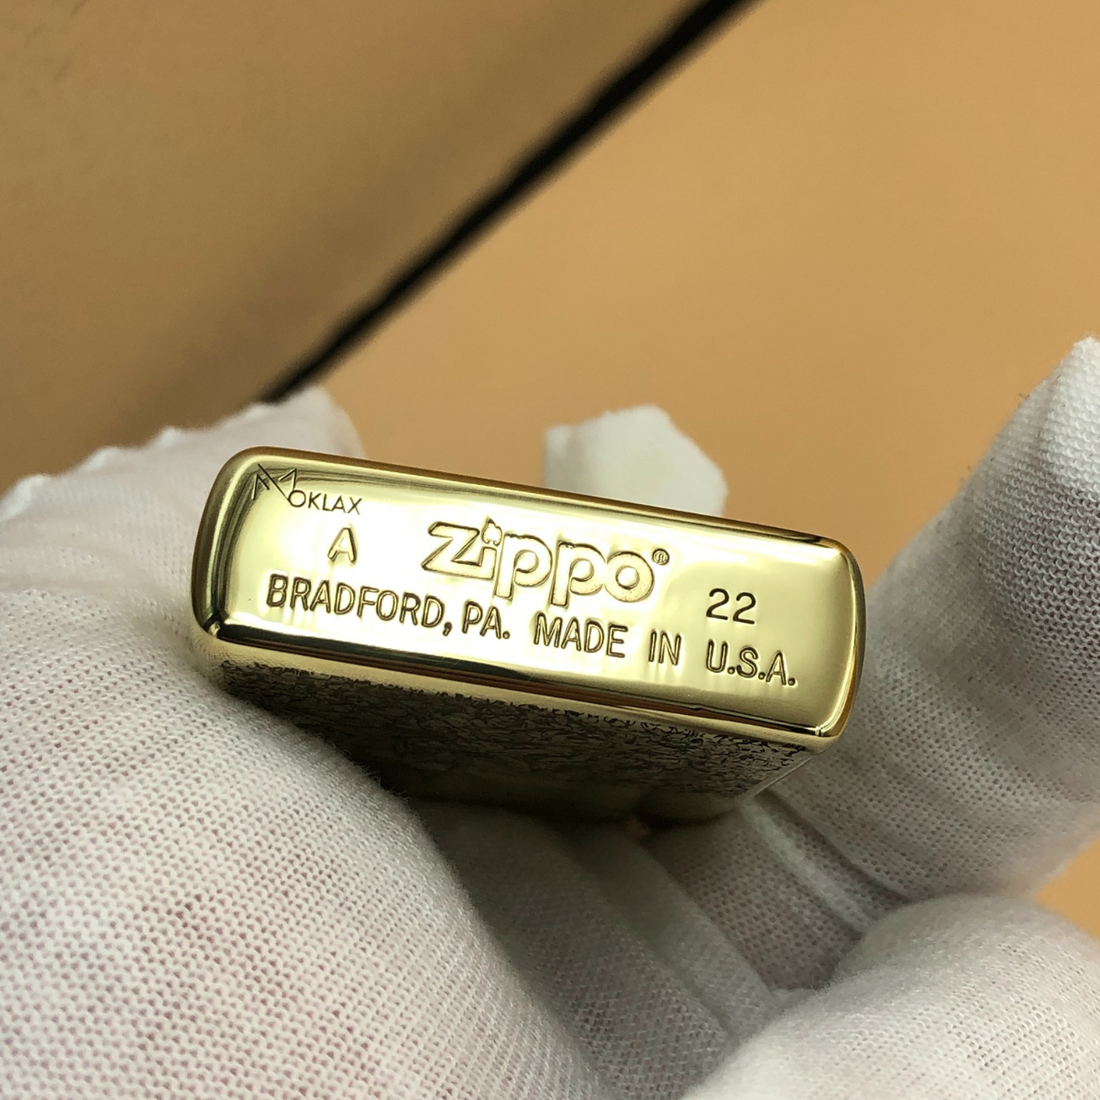 MOKLAX
A zippo® 22
BRADFORD, PA. MADE IN U.S.A.